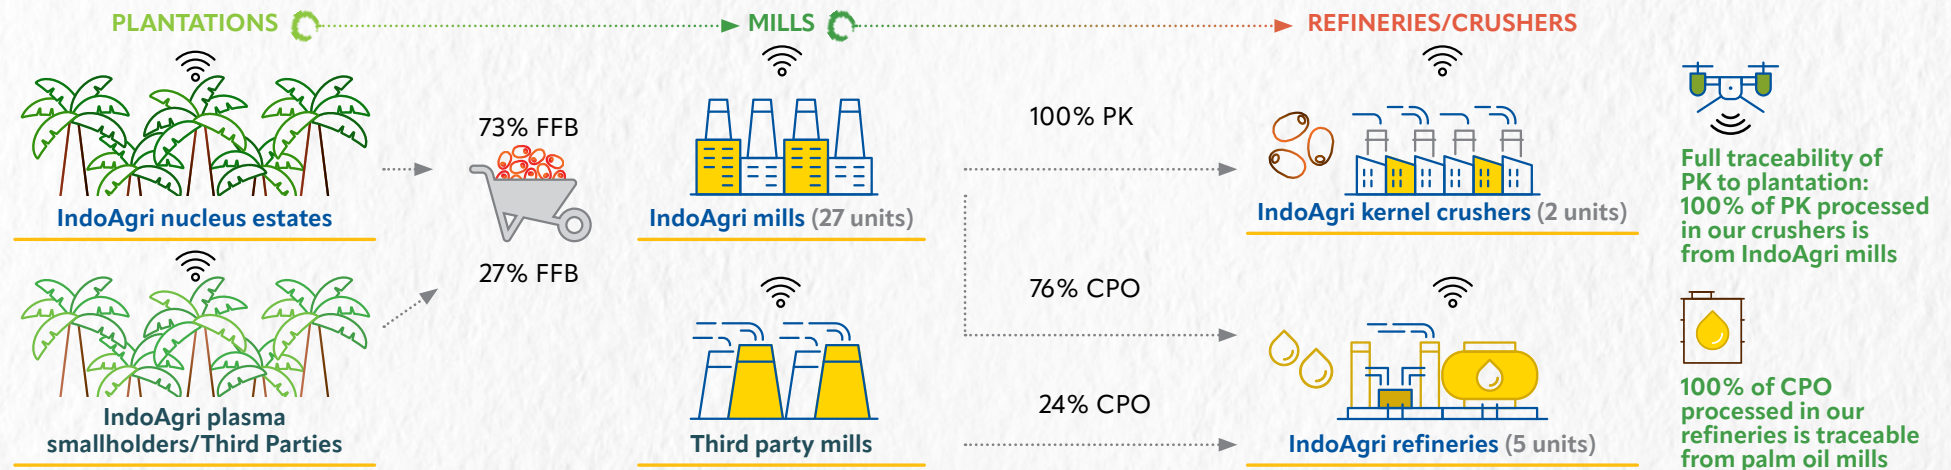 PLANTATIONS
MILLS
REFINERIES/CRUSHERS
73% FFB
27% FFB
IndoAgri nucleus estates
IndoAgri plasma
smallholders/Third Parties
IndoAgri mills (27 units)
Third party mills
100% PK
76% CPO
24% CPO
IndoAgri kernel crushers (2 units)
IndoAgri refineries (5 units)
Full traceability of
PK to plantation:
100% of PK processed
in our crushers is
from IndoAgri mills
100% of CPO
processed in our
refineries is traceable
from palm oil mills